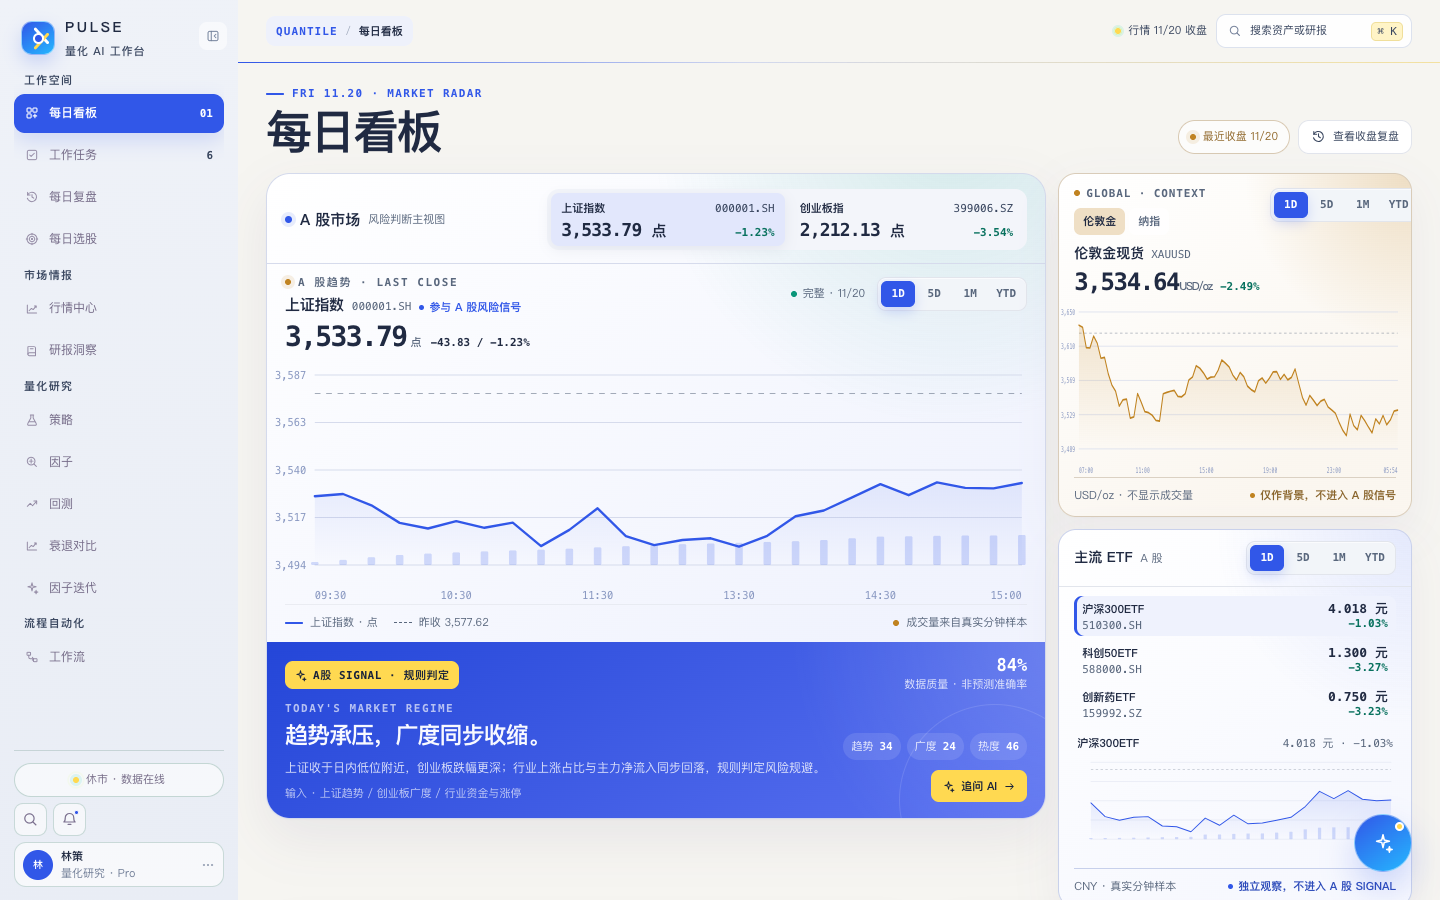 PULSE
量化 AI 工作台
工作空间
每日看板 01
工作任务 6
每日复盘
每日选股
市场情报
行情中心
研报洞察
量化研究
策略
因子
回测
衰退对比
因子迭代
流程自动化
工作流
休市 · 数据在线
林
林策
量化研究 · Pro
QUANTILE / 每日看板
行情 11/20 收盘
搜索资产或研报
⌘ K
FRI 11.20 · MARKET RADAR
每日看板
最近收盘 11/20
查看收盘复盘
A 股市场 风险判断主视图
上证指数 000001.SH
3,533.79 点 −1.23%
创业板指 399006.SZ
2,212.13 点 −3.54%
A 股趋势 · LAST CLOSE
上证指数 000001.SH 参与 A 股风险信号
3,533.79 点 −43.83 / −1.23%
完整 · 11/20
1D 5D 1M YTD
3,587
3,563
3,540
3,517
3,494
09:30 10:30 11:30 13:30 14:30 15:00
上证指数 · 点 昨收 3,577.62
成交量来自真实分钟样本
A股 SIGNAL · 规则判定
84%
数据质量 · 非预测准确率
TODAY'S MARKET REGIME
趋势承压，广度同步收缩。
上证收于日内低位附近，创业板跌幅更深；行业上涨占比与主力净流入同步回落，规则判定风险规避。
输入 · 上证趋势 / 创业板广度 / 行业资金与涨停
趋势 34 广度 24 热度 46
追问 AI →
GLOBAL · CONTEXT
1D 5D 1M YTD
伦敦金 纳指
伦敦金现货 XAUUSD
3,534.64 USD/oz −2.49%
3,650
3,610
3,569
3,529
3,489
07:00 11:00 15:00 19:00 23:00 05:54
USD/oz · 不显示成交量
仅作背景，不进入 A 股信号
主流 ETF A 股
1D 5D 1M YTD
沪深300ETF 4.018 元
510300.SH −1.03%
科创50ETF 1.300 元
588000.SH −3.27%
创新药ETF 0.750 元
159992.SZ −3.23%
沪深300ETF 4.018 元 · −1.03%
CNY · 真实分钟样本
独立观察，不进入 A 股 SIGNAL